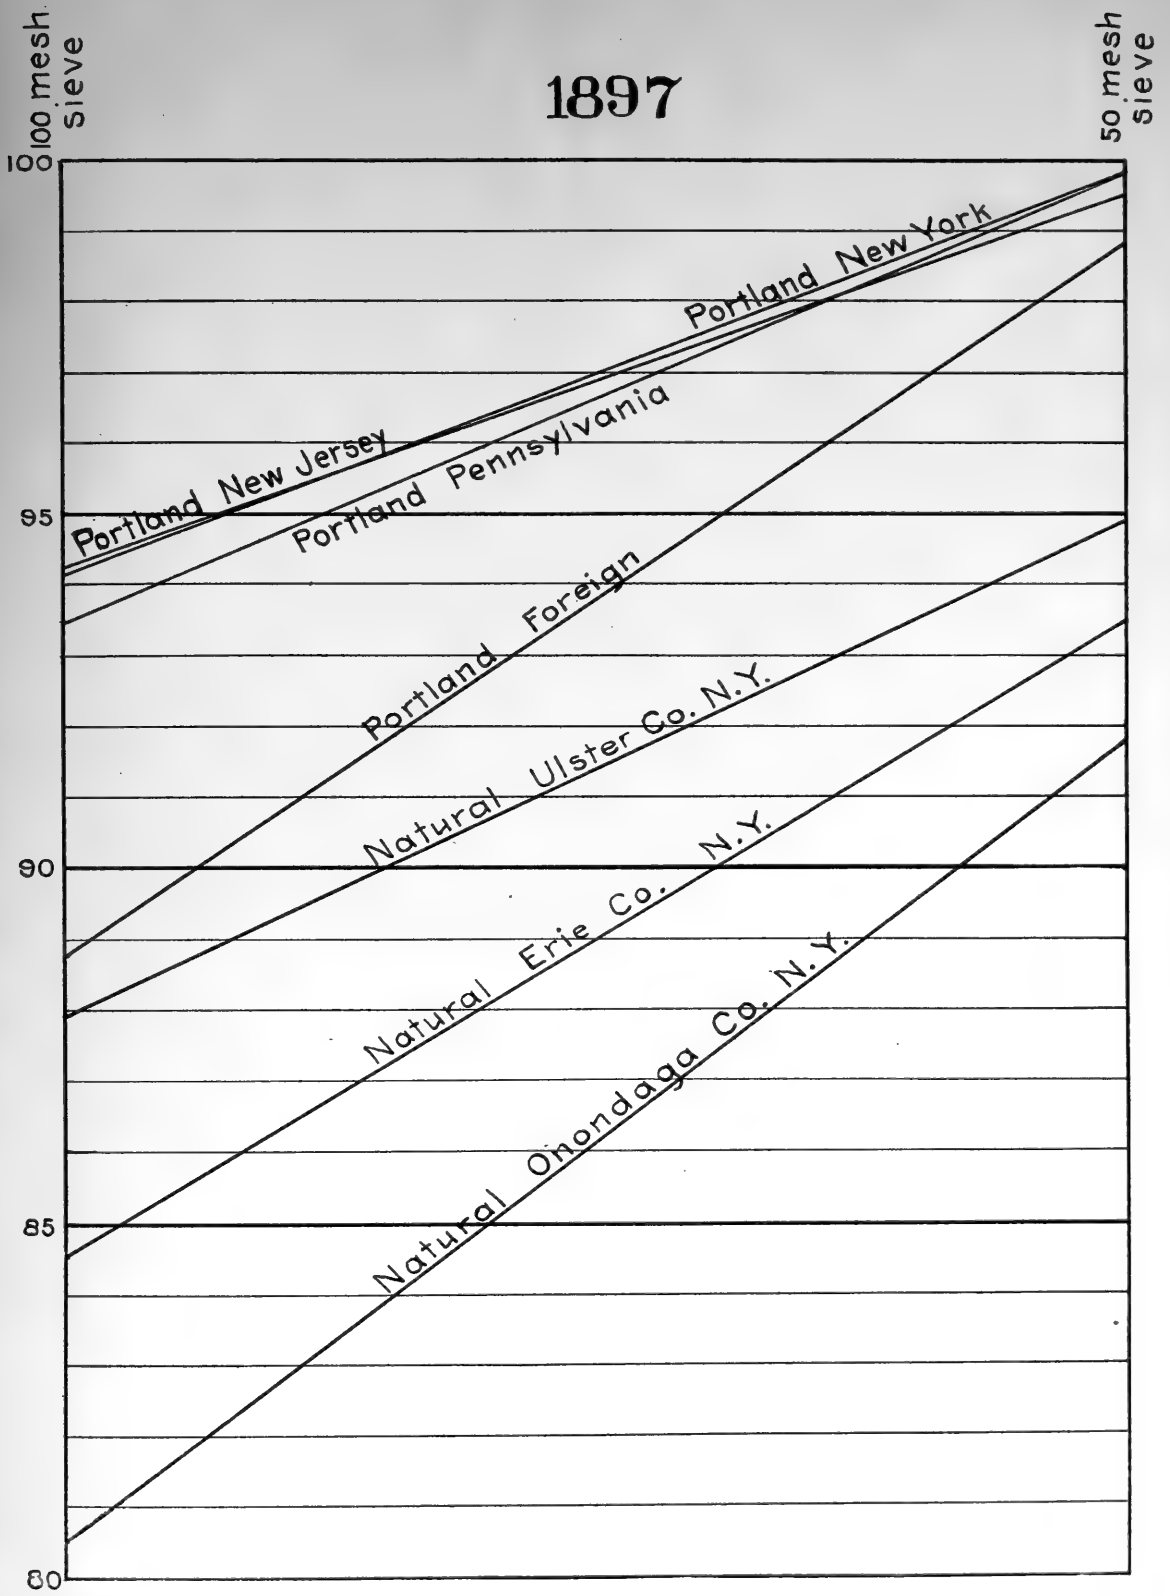 100 mesh
sieve
1897
50 mesh
sieve
100
Portland New York
Portland New Jersey
Portland Pennsylvania
95
Portland Foreign
Natural Ulster Co. N.Y.
90
Natural Erie Co. N.Y.
Natural Onondaga Co. N.Y.
85
80